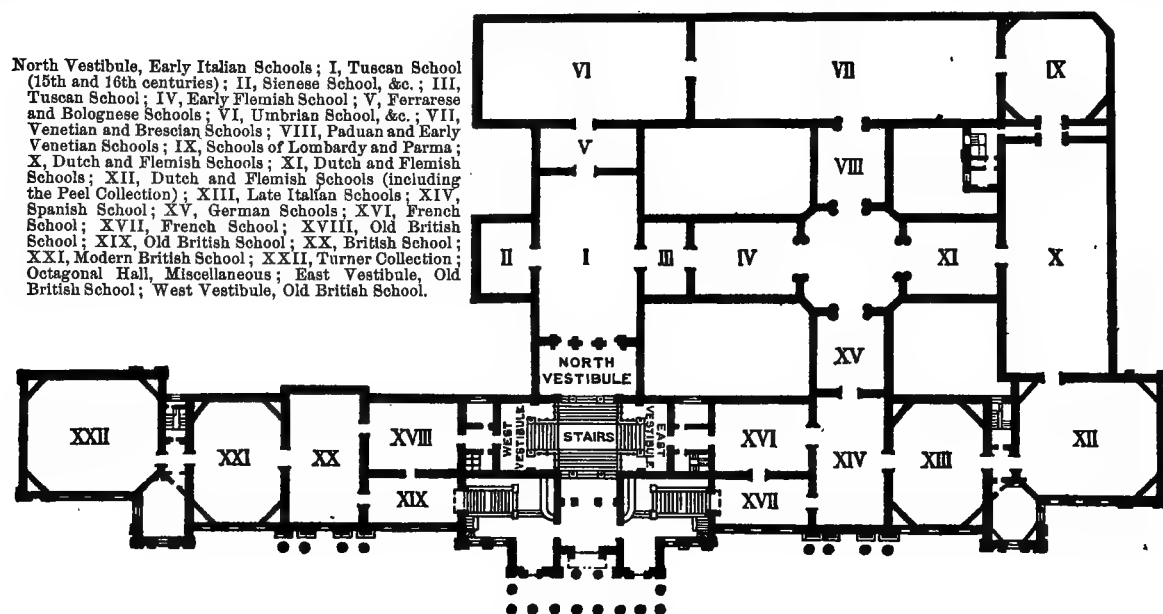 North Vestibule, Early Italian Schools; I, Tuscan School
(15th and 16th centuries); II, Sienese School, &c.; III,
Tuscan School; IV, Early Flemish School; V, Ferrarese
and Bolognese Schools; VI, Umbrian School, &c.; VII,
Venetian and Brescian Schools; VIII, Paduan and Early
Venetian Schools; IX, Schools of Lombardy and Parma;
X, Dutch and Flemish Schools; XI, Dutch and Flemish
Schools; XII, Dutch and Flemish Schools (including
the Peel Collection); XIII, Late Italian Schools; XIV,
Spanish School; XV, German Schools; XVI, French
School; XVII, French School; XVIII, Old British
School; XIX, Old British School; XX, British School;
XXI, Modern British School; XXII, Turner Collection;
Octagonal Hall, Miscellaneous; East Vestibule, Old
British School; West Vestibule, Old British School.
VI
VII
IX
V
VIII
II
I
III
IV
XI
X
NORTH
VESTIBULE
XV
XXII
XXI
XX
XVIII
WEST
VESTIBULE
STAIRS
EAST
VESTIBULE
XVI
XIV
XIII
XII
XIX
XVII